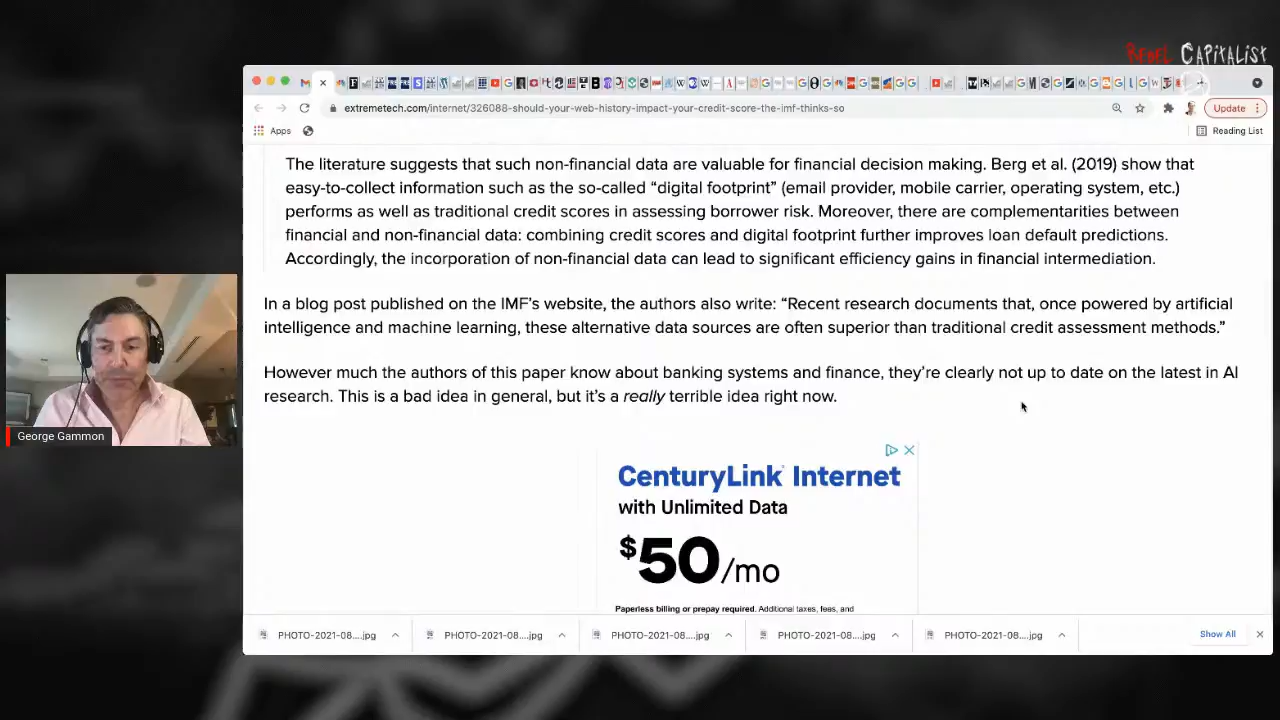 REBEL CAPITALIST
extremetech.com/internet/326088-should-your-web-history-impact-your-credit-score-the-imf-thinks-so
Update
Apps
Reading List
The literature suggests that such non-financial data are valuable for financial decision making. Berg et al. (2019) show that
easy-to-collect information such as the so-called “digital footprint” (email provider, mobile carrier, operating system, etc.)
performs as well as traditional credit scores in assessing borrower risk. Moreover, there are complementarities between
financial and non-financial data: combining credit scores and digital footprint further improves loan default predictions.
Accordingly, the incorporation of non-financial data can lead to significant efficiency gains in financial intermediation.
In a blog post published on the IMF’s website, the authors also write: “Recent research documents that, once powered by artificial
intelligence and machine learning, these alternative data sources are often superior than traditional credit assessment methods.”
However much the authors of this paper know about banking systems and finance, they’re clearly not up to date on the latest in AI
research. This is a bad idea in general, but it’s a really terrible idea right now.
George Gammon
CenturyLink Internet
with Unlimited Data
$50/mo
Paperless billing or prepay required. Additional taxes, fees, and
PHOTO-2021-08....jpg
PHOTO-2021-08....jpg
PHOTO-2021-08....jpg
PHOTO-2021-08....jpg
PHOTO-2021-08....jpg
Show All